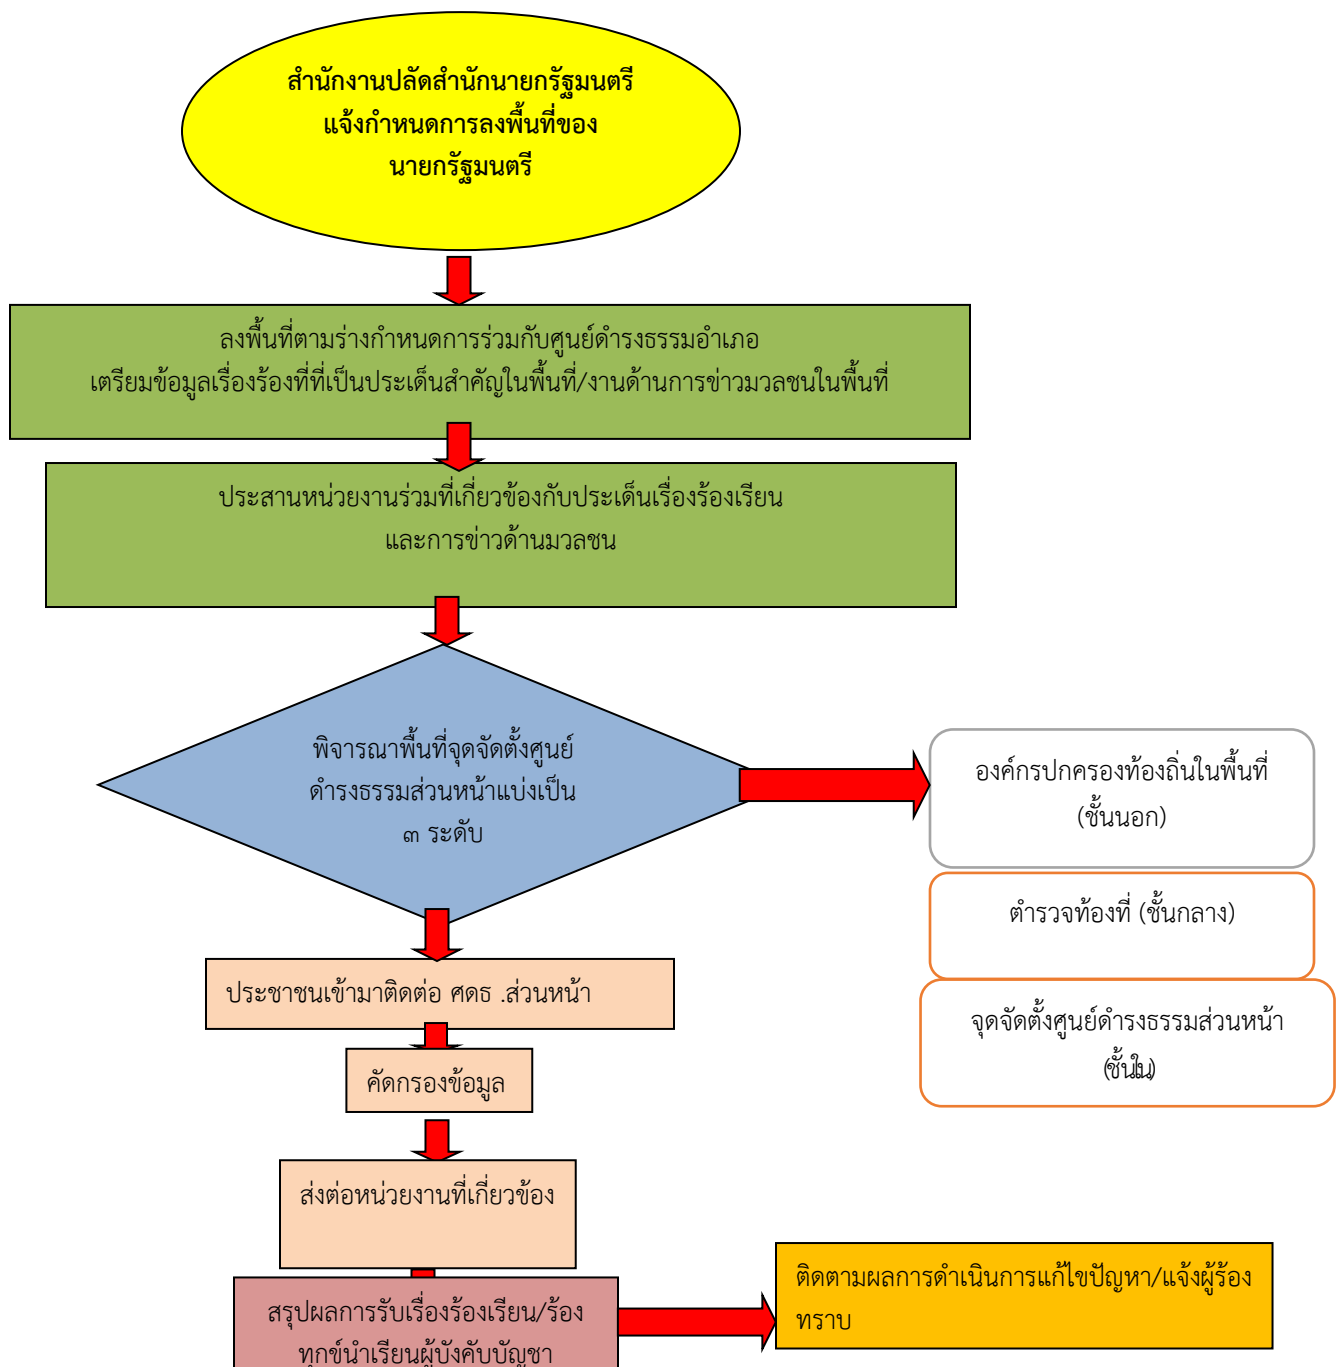 สำนักงานปลัดสำนักนายกรัฐมนตรี
แจ้งกำหนดการลงพื้นที่ของ
นายกรัฐมนตรี
ลงพื้นที่ตามร่างกำหนดการร่วมกับศูนย์ดำรงธรรมอำเภอ
เตรียมข้อมูลเรื่องร้องที่ที่เป็นประเด็นสำคัญในพื้นที่/งานด้านการข่าวมวลชนในพื้นที่
ประสานหน่วยงานร่วมที่เกี่ยวข้องกับประเด็นเรื่องร้องเรียน
และการข่าวด้านมวลชน
พิจารณาพื้นที่จุดจัดตั้งศูนย์
ดำรงธรรมส่วนหน้าแบ่งเป็น
๓ ระดับ
องค์กรปกครองท้องถิ่นในพื้นที่
(ชั้นนอก)
ตำรวจท้องที่ (ชั้นกลาง)
จุดจัดตั้งศูนย์ดำรงธรรมส่วนหน้า
(ชั้นใน)
ประชาชนเข้ามาติดต่อ ศดธ .ส่วนหน้า
คัดกรองข้อมูล
ส่งต่อหน่วยงานที่เกี่ยวข้อง
สรุปผลการรับเรื่องร้องเรียน/ร้อง
ทุกข์นำเรียนผู้บังคับบัญชา
ติดตามผลการดำเนินการแก้ไขปัญหา/แจ้งผู้ร้อง
ทราบ